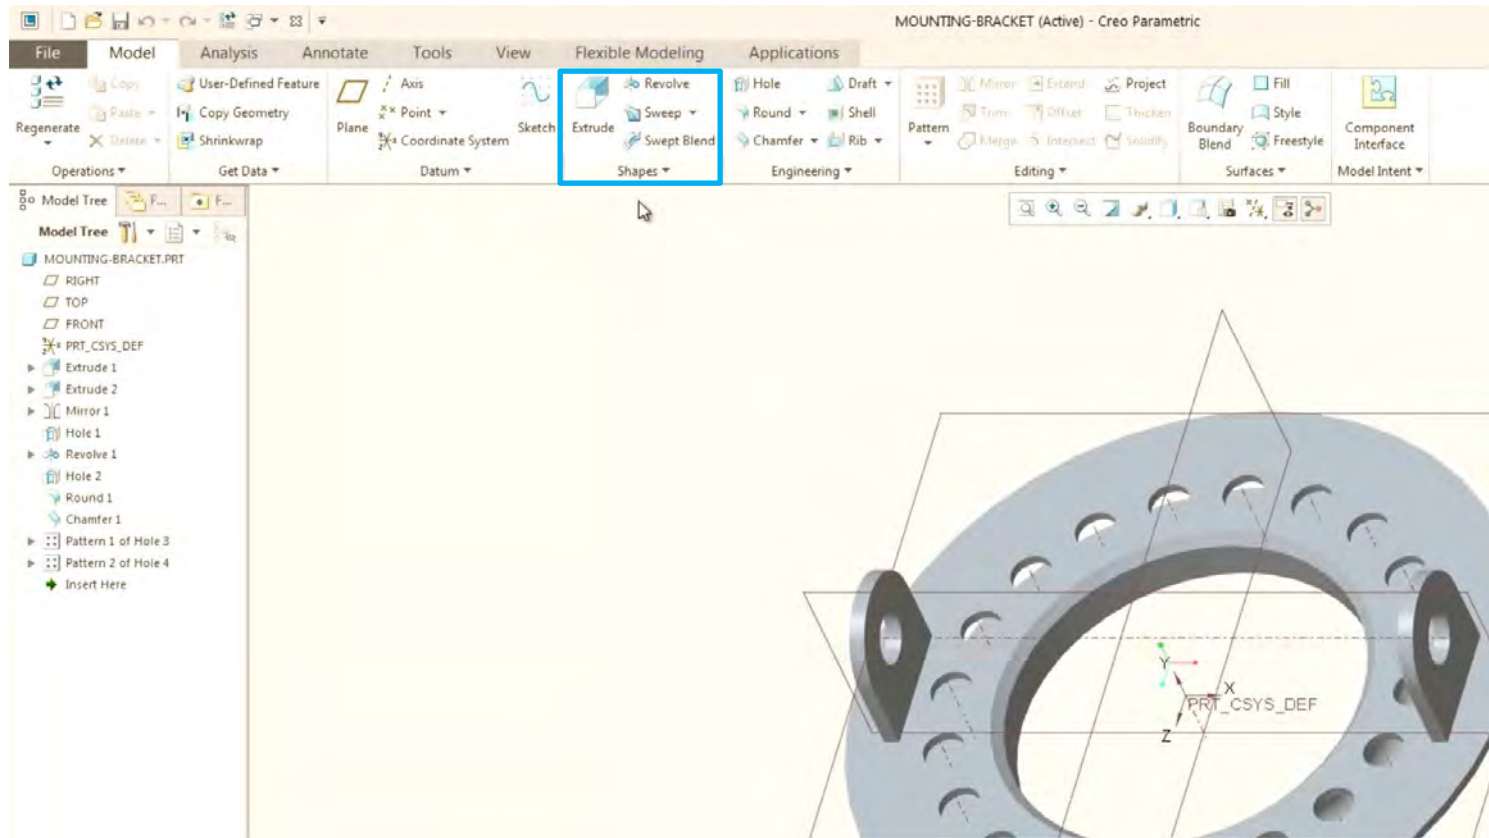 MOUNTING-BRACKET (Active) - Creo Parametric
File Model Analysis Annotate Tools View Flexible Modeling Applications
Regenerate
Copy
Paste
Delete
Operations
User-Defined Feature
Copy Geometry
Shrinkwrap
Get Data
Plane
Axis
Point
Coordinate System
Sketch
Datum
Extrude
Revolve
Sweep
Swept Blend
Shapes
Hole
Round
Chamfer
Draft
Shell
Rib
Engineering
Pattern
Mirror
Trim
Merge
Extend
Offset
Intersect
Project
Thicken
Solidify
Editing
Boundary
Blend
Fill
Style
Freestyle
Surfaces
Component
Interface
Model Intent
Model Tree F... F...
Model Tree
MOUNTING-BRACKET.PRT
RIGHT
TOP
FRONT
PRT_CSYS_DEF
Extrude 1
Extrude 2
Mirror 1
Hole 1
Revolve 1
Hole 2
Round 1
Chamfer 1
Pattern 1 of Hole 3
Pattern 2 of Hole 4
Insert Here
Y
X
PRT_CSYS_DEF
Z